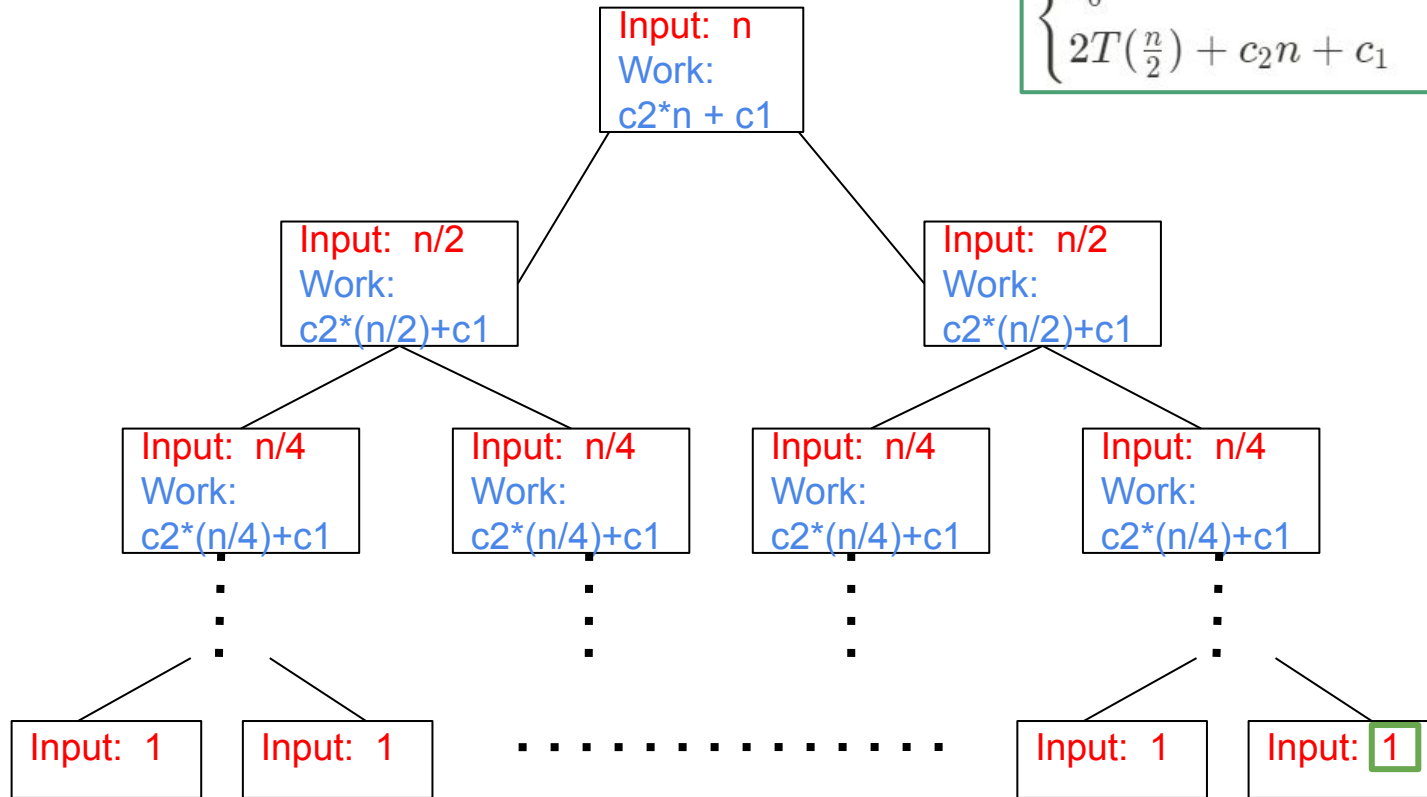 Input: n
Work:
c2*n + c1
2T(n/2) + c₂n + c₁
Input: n/2
Work:
c2*(n/2)+c1
Input: n/2
Work:
c2*(n/2)+c1
Input: n/4
Work:
c2*(n/4)+c1
Input: n/4
Work:
c2*(n/4)+c1
Input: n/4
Work:
c2*(n/4)+c1
Input: n/4
Work:
c2*(n/4)+c1
Input: 1
Input: 1
Input: 1
Input: 1